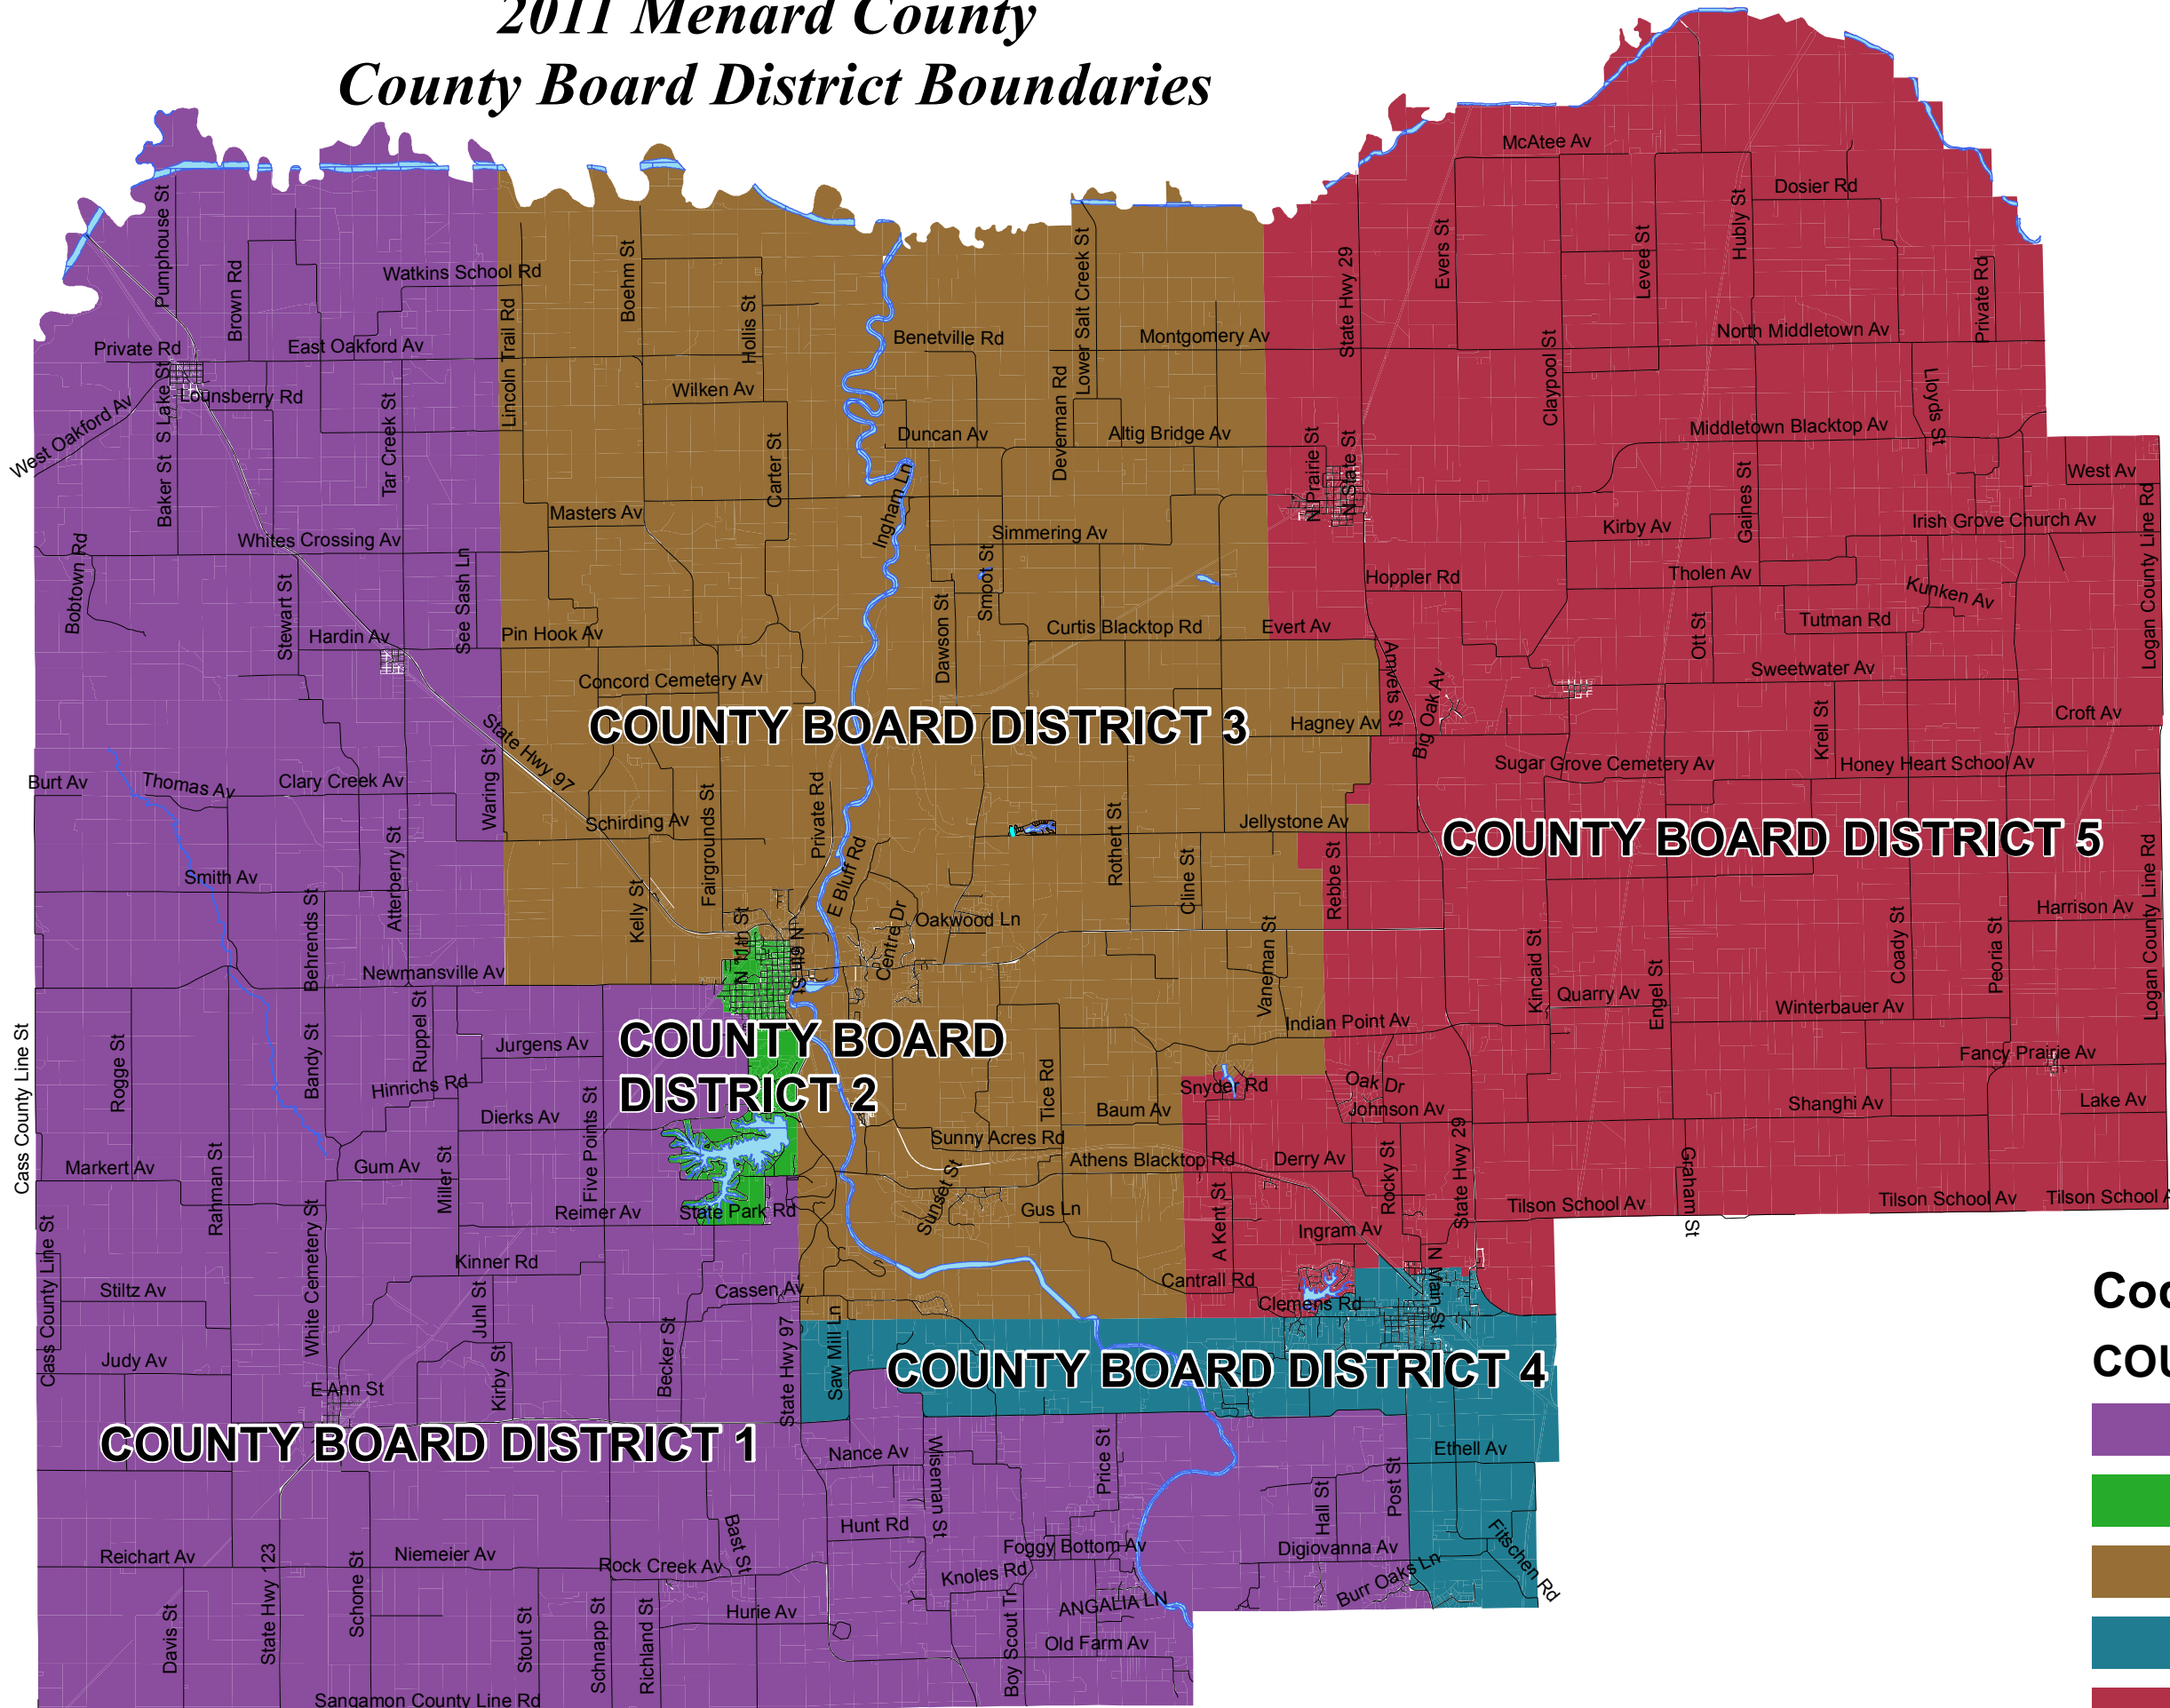 2011 Menard County
County Board District Boundaries
McAtee Av
Dosier Rd
Pumphouse St
Brown Rd
Watkins School Rd
Boehm St
Lower Salt Creek St
State Hwy 29
Evers St
Levee St
Hubly St
Private Rd
Private Rd
East Oakford Av
Lincoln Trail Rd
Hollis St
Benetville Rd
Montgomery Av
North Middletown Av
Claypool St
Lounsberry Rd
Wilken Av
Deverman Rd
Lloyds St
West Oakford Av
S Lake St
Baker St
Tar Creek St
Carter St
Duncan Av
Altig Bridge Av
Middletown Blacktop Av
N Prairie St
N State St
Gaines St
West Av
Logan County Line Rd
Ingham Ln
Masters Av
Simmering Av
Kirby Av
Irish Grove Church Av
Whites Crossing Av
Bobtown Rd
Stewart St
See Sash Ln
Smoot St
Hoppler Rd
Tholen Av
Kunken Av
Dawson St
Hardin Av
Pin Hook Av
Curtis Blacktop Rd
Evert Av
Ott St
Tutman Rd
Concord Cemetery Av
Amvets St
Sweetwater Av
Big Oak Av
COUNTY BOARD DISTRICT 3
Hagney Av
Krell St
Croft Av
State Hwy 97
Waring St
Burt Av
Thomas Av
Clary Creek Av
Sugar Grove Cemetery Av
Honey Heart School Av
Schirding Av
Fairgrounds St
Private Rd
Rothert St
Jellystone Av
COUNTY BOARD DISTRICT 5
Smith Av
Atterberry St
E Bluff Rd
Cline St
Rebbe St
Logan County Line Rd
Behrends St
Kelly St
N 11th St
N 6th St
Centre Dr
Oakwood Ln
Vaneman St
Harrison Av
Kincaid St
Coady St
Peoria St
Newmansville Av
Engel St
Quarry Av
Winterbauer Av
Ruppel St
COUNTY BOARD
DISTRICT 2
Indian Point Av
Cass County Line St
Rogge St
Bandy St
Jurgens Av
Fancy Prairie Av
Hinrichs Rd
Tice Rd
Snyder Rd
Oak Dr
Dierks Av
Five Points St
Baum Av
Johnson Av
Shanghi Av
Lake Av
Sunny Acres Rd
Markert Av
Rahman St
Gum Av
Miller St
Athens Blacktop Rd
Derry Av
Rocky St
State Hwy 29
Graham St
Reimer Av
State Park Rd
Sunset St
Gus Ln
A Kent St
Tilson School Av
Tilson School Av
Tilson School A
Ingram Av
Kinner Rd
Cass County Line St
Stiltz Av
White Cemetery St
Juhl St
Cassen Av
Cantrall Rd
Clemens Rd
N Main St
Judy Av
Kirby St
Becker St
State Hwy 97
Saw Mill Ln
COUNTY BOARD DISTRICT 4
E Ann St
COUNTY BOARD DISTRICT 1
Nance Av
Wiseman St
Price St
Ethell Av
Hall St
Post St
Hunt Rd
Reichart Av
State Hwy 123
Schone St
Niemeier Av
Rock Creek Av
Bast St
Foggy Bottom Av
Knoles Rd
Digiovanna Av
Burr Oaks Ln
Fitschen Rd
Davis St
Stout St
Schnapp St
Richland St
Hurie Av
ANGALIA LN
Boy Scout Tr
Old Farm Av
Sangamon County Line Rd